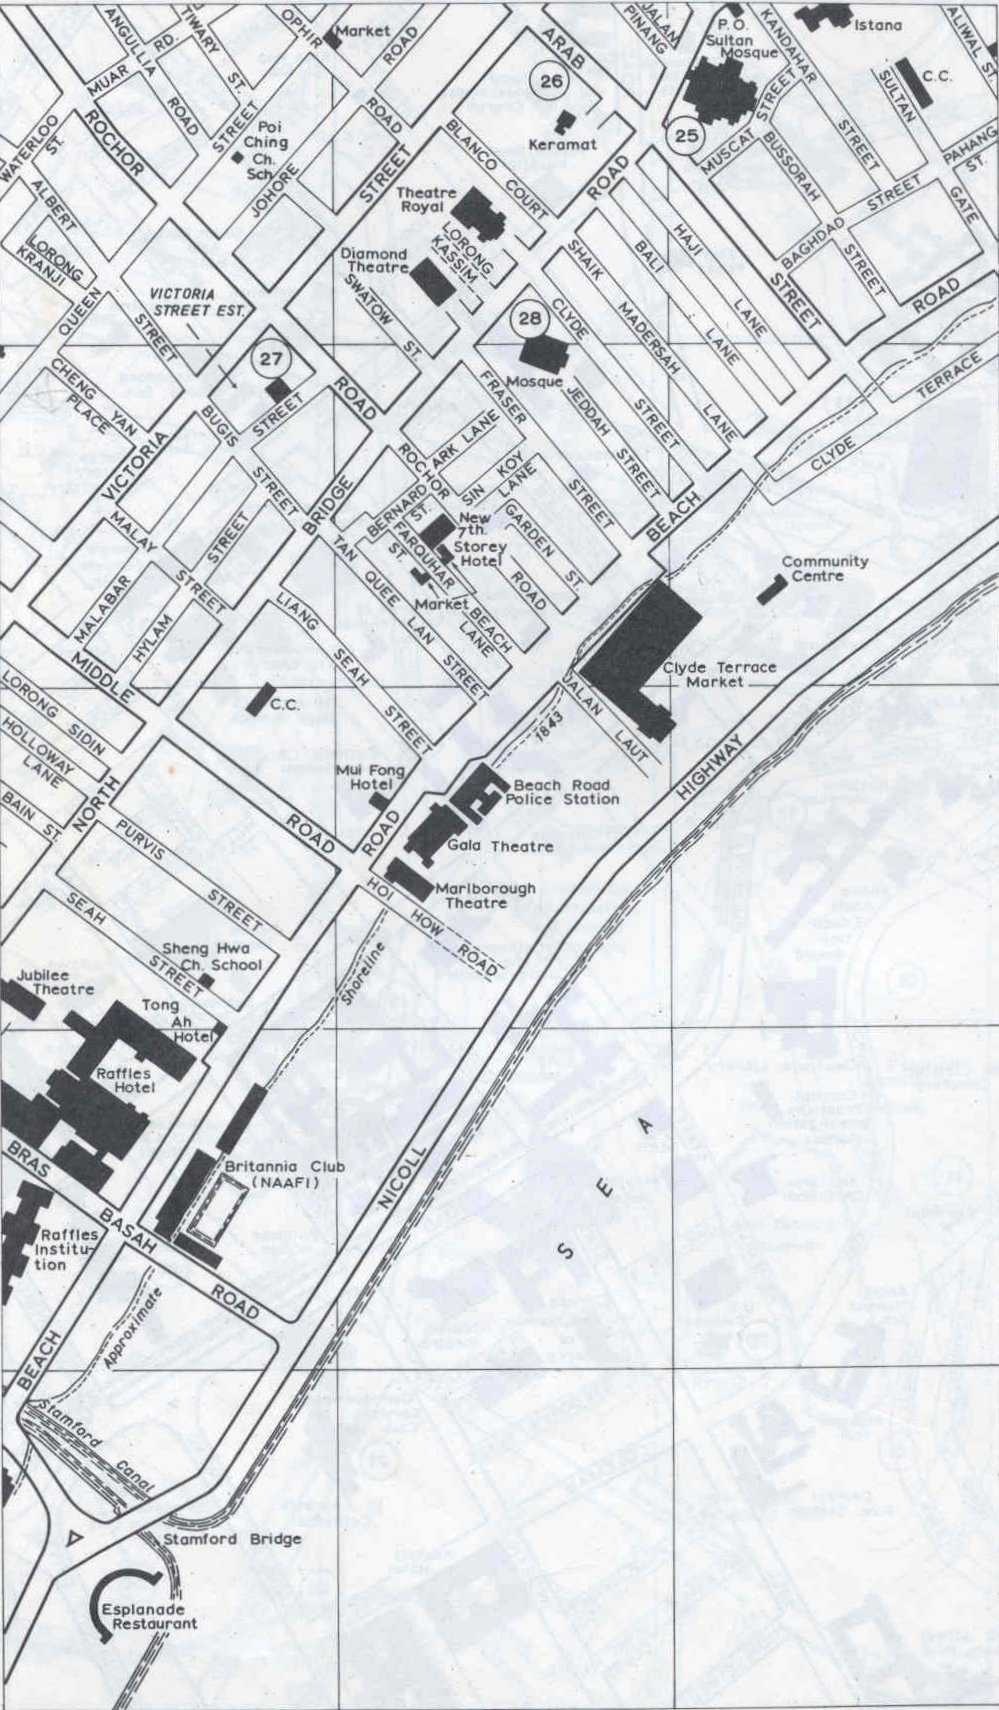 ANGULLIA
ROAD
TIWARY
ST.
OPHIR
ROAD
Market
MUAR
RD.
ARAB
STREET
JALAN
PINANG
P.O.
Sultan
Mosque
KANDAHAR
STREET
Istana
ALIWAL ST.
C.C.
SULTAN
GATE
PAHANG
ST.
26
25
Keramat
MUSCAT
STREET
BUSSORAH
STREET
BAGHDAD STREET
WATERLOO
ST.
ROCHOR
ROAD
Poi
Ching
Ch.
Sch.
STREET
JOHORE
ROAD
STREET
BLANCO
COURT
ROAD
Theatre
Royal
LORONG
KASSIM
Diamond
Theatre
SWATOW
ST.
ALBERT
LORONG
KRANJI
QUEEN
STREET
VICTORIA
STREET EST.
27
28
Mosque
HAJI
LANE
BALI
LANE
SHAIK
MADERSAH
LANE
CLYDE
STREET
JEDDAH
STREET
FRASER
STREET
ROAD
CLYDE TERRACE
CHENG YAN
PLACE
VICTORIA
BUGIS
STREET
STREET
BRIDGE
ROCHOR
ROAD
ARK LANE
SIN KOY
LANE
BERNARD
ST.
FARQUHAR
ST.
GARDEN
ST.
New
7th.
Storey
Hotel
Market
BEACH
LANE
BEACH
TAN
QUEE
LAN
STREET
LIANG
SEAH
STREET
MALAY
STREET
MALABAR
HYLAM
STREET
MIDDLE
ROAD
C.C.
Community
Centre
Clyde Terrace
Market
JALAN
LAUT
1843
LORONG SIDIN
HOLLOWAY
LANE
BAIN ST.
NORTH
Mui Fong
Hotel
Beach Road
Police Station
Gala Theatre
Marlborough
Theatre
HIGHWAY
ROAD
HOI
HOW
ROAD
PURVIS
STREET
SEAH
STREET
Sheng Hwa
Ch. School
Shoreline
Jubilee
Theatre
Tong
Ah
Hotel
Raffles
Hotel
BRAS
BASAH
ROAD
Britannia Club
(NAAFI)
NICOLL
SEA
Raffles
Institu-
tion
BEACH
Approximate
Stamford
Canal
Stamford Bridge
Esplanade
Restaurant